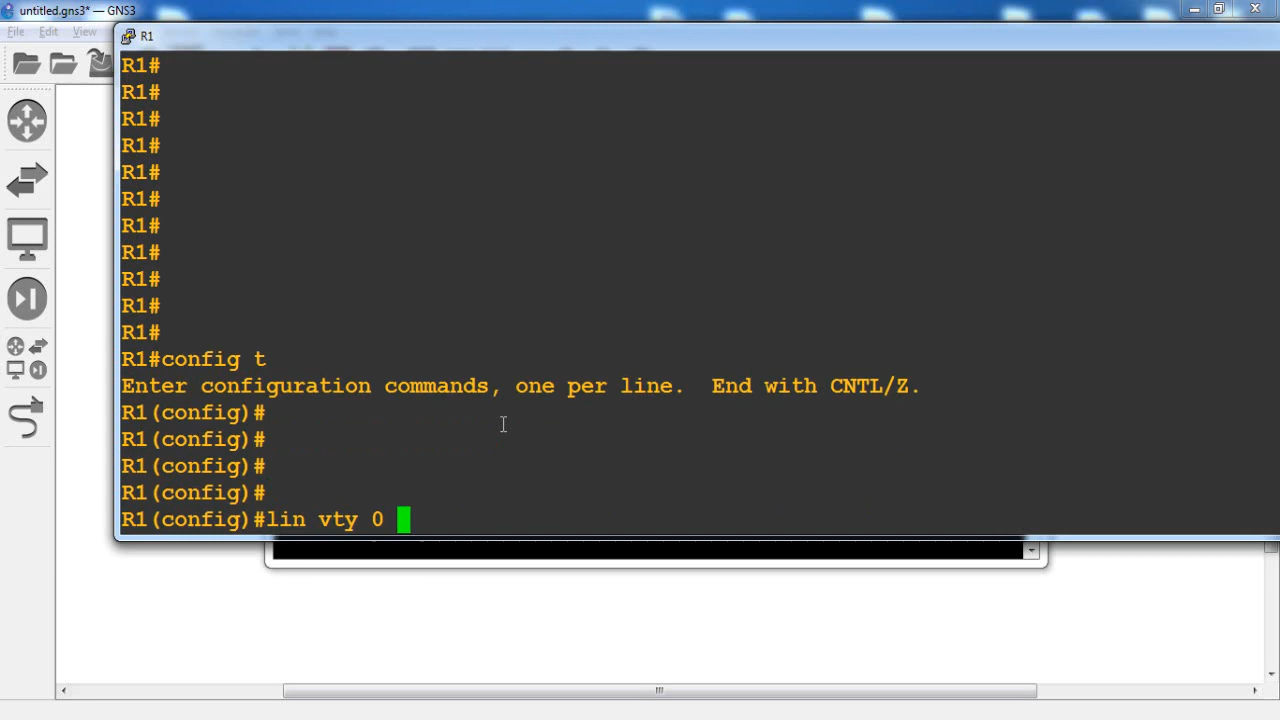 untitled.gns3* — GNS3
File Edit View
R1
R1#
R1#
R1#
R1#
R1#
R1#
R1#
R1#
R1#
R1#
R1#
R1#config t
Enter configuration commands, one per line.  End with CNTL/Z.
R1(config)#
R1(config)#
R1(config)#
R1(config)#
R1(config)#lin vty 0